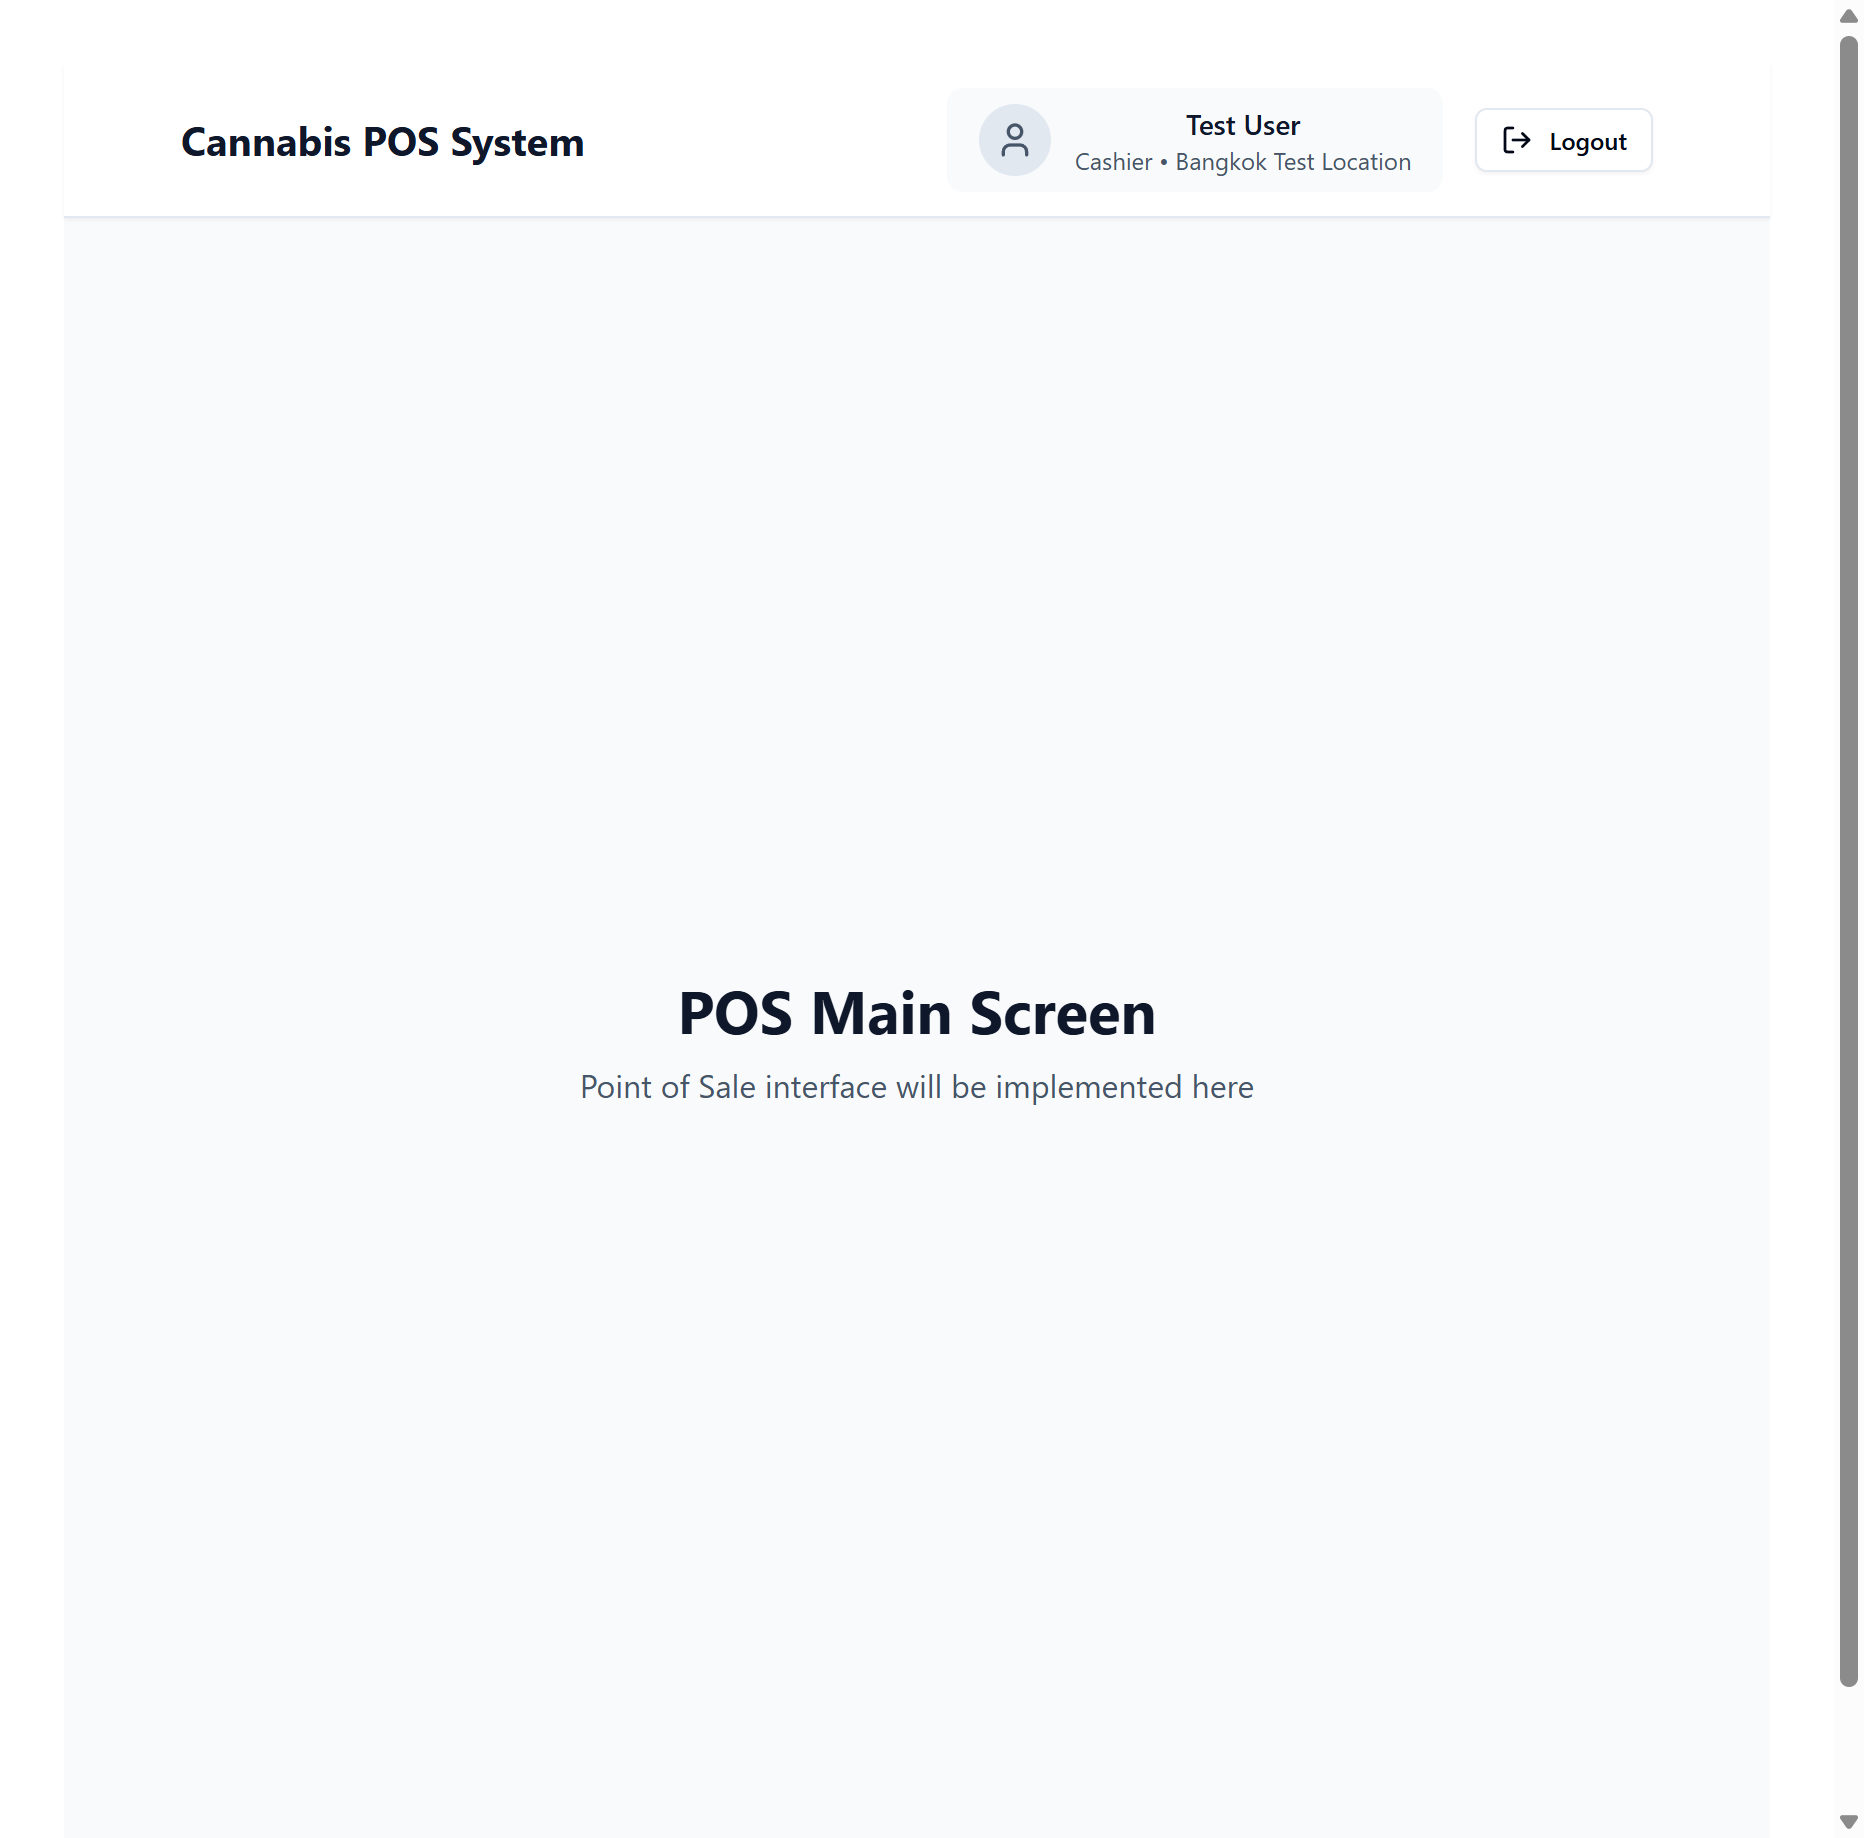 Cannabis POS System
Test User
Cashier • Bangkok Test Location
Logout
POS Main Screen
Point of Sale interface will be implemented here